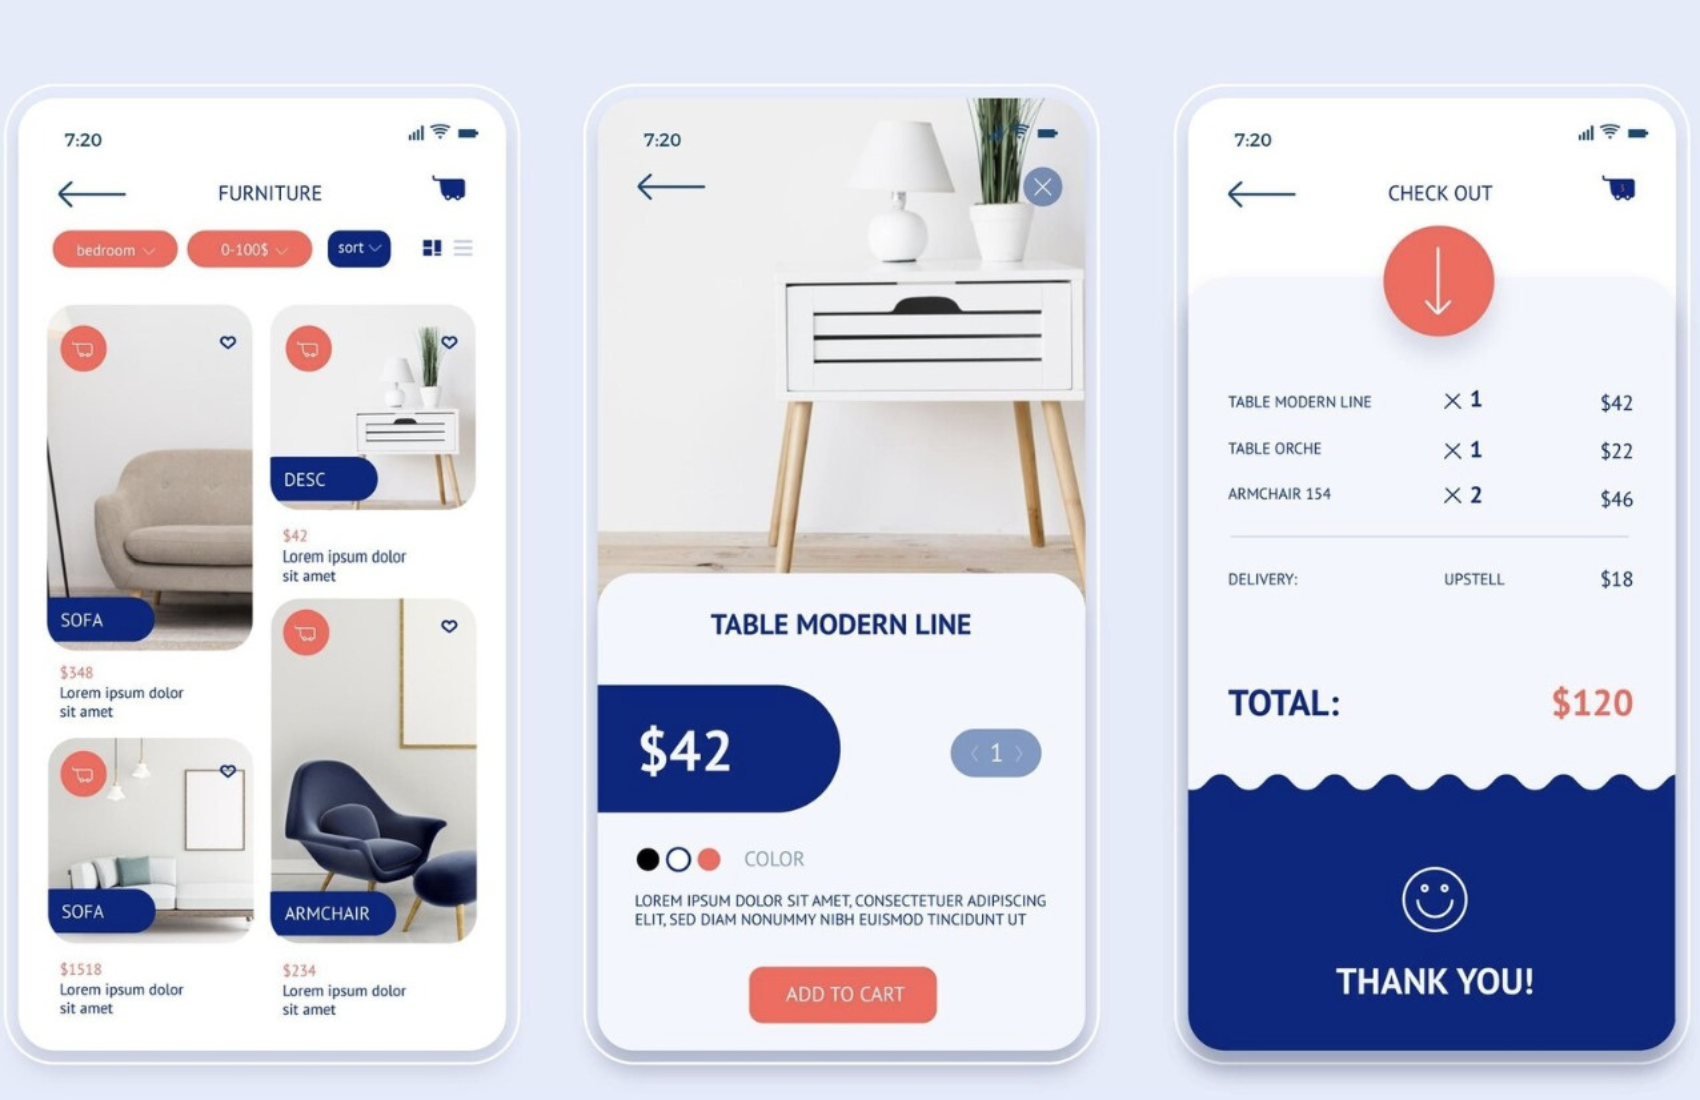 7:20
FURNITURE
bedroom
0-100$
sort
DESC
$42
Lorem ipsum dolor
sit amet
SOFA
$348
Lorem ipsum dolor
sit amet
SOFA
$1518
Lorem ipsum dolor
sit amet
ARMCHAIR
$234
Lorem ipsum dolor
sit amet
7:20
TABLE MODERN LINE
$42
1
COLOR
LOREM IPSUM DOLOR SIT AMET, CONSECTETUER ADIPISCING
ELIT, SED DIAM NONUMMY NIBH EUISMOD TINCIDUNT UT
ADD TO CART
7:20
CHECK OUT
TABLE MODERN LINE × 1 $42
TABLE ORCHE × 1 $22
ARMCHAIR 154 × 2 $46
DELIVERY: UPSTELL $18
TOTAL: $120
THANK YOU!